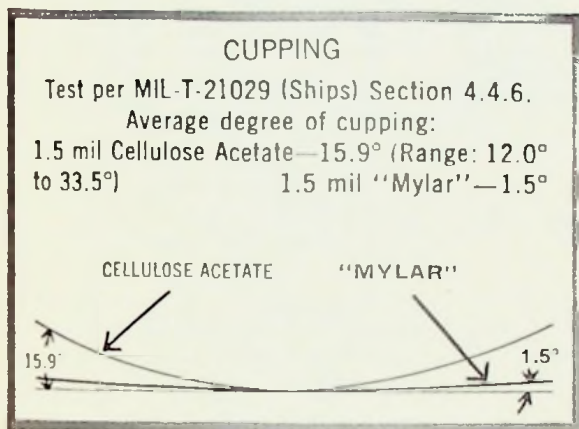 CUPPING
Test per MIL-T-21029 (Ships) Section 4.4.6.
Average degree of cupping:
1.5 mil Cellulose Acetate—15.9° (Range: 12.0°
to 33.5°) 1.5 mil "Mylar"—1.5°
CELLULOSE ACETATE "MYLAR"
15.9° 1.5°